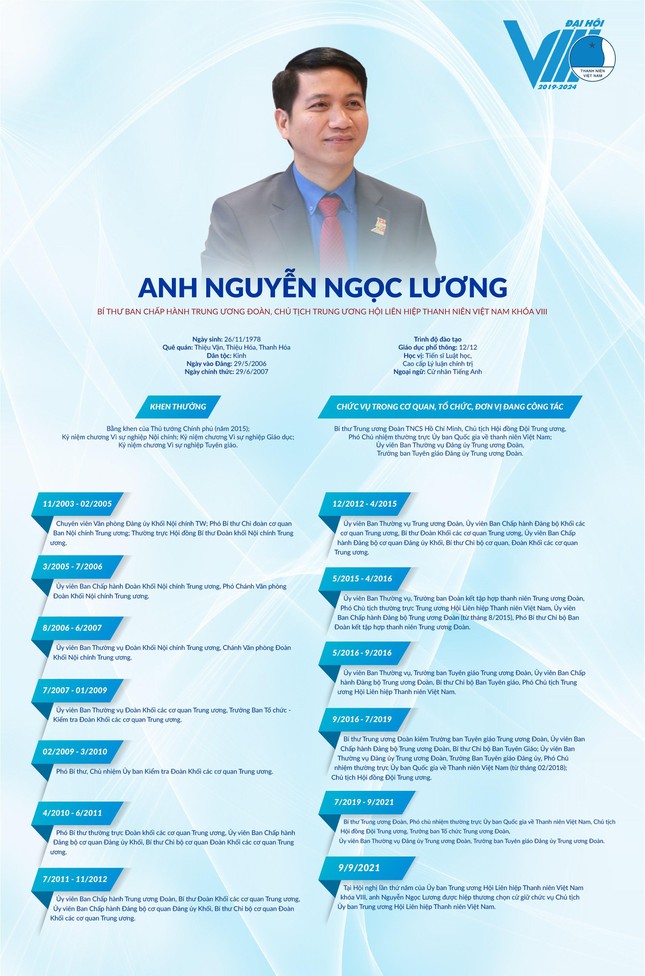 ĐẠI HỘI
VIII
THANH NIÊN
VIỆT NAM
2019-2024
ANH NGUYỄN NGỌC LƯƠNG
BÍ THƯ BAN CHẤP HÀNH TRUNG ƯƠNG ĐOÀN, CHỦ TỊCH TRUNG ƯƠNG HỘI LIÊN HIỆP THANH NIÊN VIỆT NAM KHÓA VIII
Ngày sinh: 26/11/1978
Quê quán: Thiệu Vận, Thiệu Hóa, Thanh Hóa
Dân tộc: Kinh
Ngày vào Đảng: 29/5/2006
Ngày chính thức: 29/6/2007
Trình độ đào tạo
Giáo dục phổ thông: 12/12
Học vị: Tiến sĩ Luật học,
Cao cấp Lý luận chính trị
Ngoại ngữ: Cử nhân Tiếng Anh
KHEN THƯỞNG
Bằng khen của Thủ tướng Chính phủ (năm 2015);
Kỷ niệm chương Vì sự nghiệp Nội chính; Kỷ niệm chương Vì sự nghiệp Giáo dục;
Kỷ niệm chương Vì sự nghiệp Tuyên giáo.
CHỨC VỤ TRONG CƠ QUAN, TỔ CHỨC, ĐƠN VỊ ĐANG CÔNG TÁC
Bí thư Trung ương Đoàn TNCS Hồ Chí Minh, Chủ tịch Hội đồng Đội Trung ương,
Phó Chủ nhiệm thường trực Ủy ban Quốc gia về thanh niên Việt Nam;
Ủy viên Ban Thường vụ Đảng ủy Trung ương Đoàn,
Trưởng ban Tuyên giáo Đảng ủy Trung ương Đoàn.
11/2003 - 02/2005
Chuyên viên Văn phòng Đảng ủy Khối Nội chính TW; Phó Bí thư Chi đoàn cơ quan
Ban Nội chính Trung ương; Thường trực Hội đồng Bí thư Đoàn khối Nội chính Trung
ương.
3/2005 - 7/2006
Ủy viên Ban Chấp hành Đoàn Khối Nội chính Trung ương, Phó Chánh Văn phòng
Đoàn Khối Nội chính Trung ương.
8/2006 - 6/2007
Ủy viên Ban Thường vụ Đoàn Khối Nội chính Trung ương, Chánh Văn phòng Đoàn
Khối Nội chính Trung ương.
7/2007 - 01/2009
Ủy viên Ban Thường vụ Đoàn Khối các cơ quan Trung ương, Trưởng Ban Tổ chức -
Kiểm tra Đoàn Khối các cơ quan Trung ương.
02/2009 - 3/2010
Phó Bí thư, Chủ nhiệm Ủy ban Kiểm tra Đoàn Khối các cơ quan Trung ương.
4/2010 - 6/2011
Phó Bí thư thường trực Đoàn khối các cơ quan Trung ương, Ủy viên Ban Chấp hành
Đảng bộ cơ quan Đảng ủy Khối, Bí thư Chi bộ cơ quan Đoàn Khối các cơ quan Trung
ương.
7/2011 - 11/2012
Ủy viên Ban Chấp hành Trung ương Đoàn, Bí thư Đoàn Khối các cơ quan Trung ương,
Ủy viên Ban Chấp hành Đảng bộ cơ quan Đảng ủy Khối, Bí thư Chi bộ cơ quan Đoàn
Khối các cơ quan Trung ương.
12/2012 - 4/2015
Ủy viên Ban Thường vụ Trung ương Đoàn, Ủy viên Ban Chấp hành Đảng bộ Khối các
cơ quan Trung ương, Bí thư Đoàn Khối các cơ quan Trung ương, Ủy viên Ban Chấp
hành Đảng bộ cơ quan Đảng ủy Khối, Bí thư Chi bộ cơ quan, Đoàn Khối các cơ quan
Trung ương.
5/2015 - 4/2016
Ủy viên Ban Thường vụ, Trưởng ban Đoàn kết tập hợp thanh niên Trung ương Đoàn,
Phó Chủ tịch thường trực Trung ương Hội Liên hiệp Thanh niên Việt Nam, Ủy viên
Ban Chấp hành Đảng bộ Trung ương Đoàn (từ tháng 8/2015), Phó Bí thư Chi bộ Ban
Đoàn kết tập hợp thanh niên Trung ương Đoàn.
5/2016 - 9/2016
Ủy viên Ban Thường vụ, Trưởng ban Tuyên giáo Trung ương Đoàn, Ủy viên Ban Chấp
hành Đảng bộ Trung ương Đoàn, Bí thư Chi bộ Ban Tuyên giáo, Phó Chủ tịch Trung
ương Hội Liên hiệp Thanh niên Việt Nam.
9/2016 - 7/2019
Bí thư Trung ương Đoàn kiêm Trưởng ban Tuyên giáo Trung ương Đoàn, Ủy viên Ban
Chấp hành Đảng bộ Trung ương Đoàn, Bí thư Chi bộ Ban Tuyên Giáo; Ủy viên Ban
Thường vụ Đảng ủy Trung ương Đoàn, Trưởng Ban Tuyên giáo Đảng ủy, Phó Chủ
nhiệm thường trực Ủy ban Quốc gia về Thanh niên Việt Nam (từ tháng 02/2018);
Chủ tịch Hội đồng Đội Trung ương.
7/2019 - 9/2021
Bí thư Trung ương Đoàn, Phó chủ nhiệm thường trực Ủy ban Quốc gia về Thanh niên Việt Nam, Chủ tịch
Hội đồng Đội Trung ương, Trưởng ban Tổ chức Trung ương Đoàn,
Ủy viên Ban Thường vụ Đảng ủy Trung ương Đoàn, Trưởng ban Tuyên giáo Đảng ủy Trung ương Đoàn.
9/9/2021
Tại Hội nghị lần thứ năm của Ủy ban Trung ương Hội Liên hiệp Thanh niên Việt Nam
khóa VIII, anh Nguyễn Ngọc Lương được hiệp thương chọn cử giữ chức vụ Chủ tịch
Ủy ban Trung ương Hội Liên hiệp Thanh niên Việt Nam.